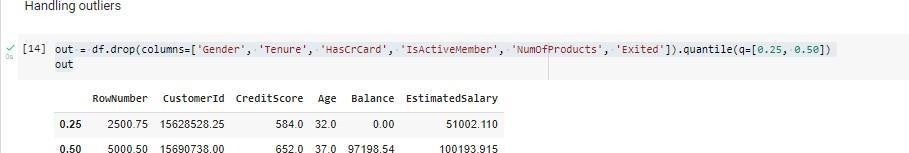 Handling outliers
[14] out = df.drop(columns=['Gender', 'Tenure', 'HasCrCard', 'IsActiveMember', 'NumOfProducts', 'Exited']).quantile(q=[0.25, 0.50])
0s out
RowNumber CustomerId CreditScore Age Balance EstimatedSalary
0.25 2500.75 15628528.25 584.0 32.0 0.00 51002.110
0.50 5000.50 15690738.00 652.0 37.0 97198.54 100193.915